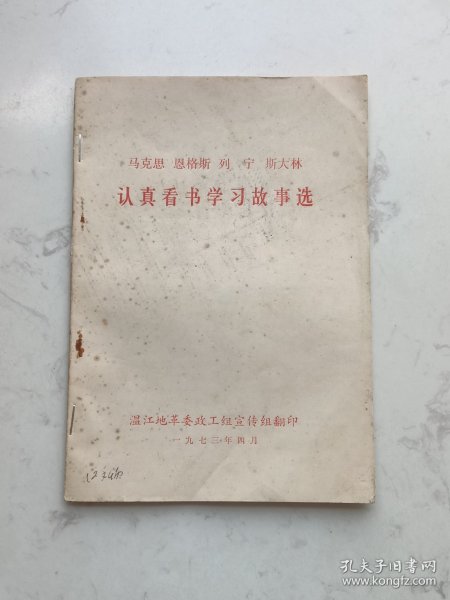 马克思 恩格斯 列 宁 斯大林
认真看书学习故事选
温江地革委政工组宣传组翻印
一九七三年四月
孔夫子旧书网
www.kongfz.com